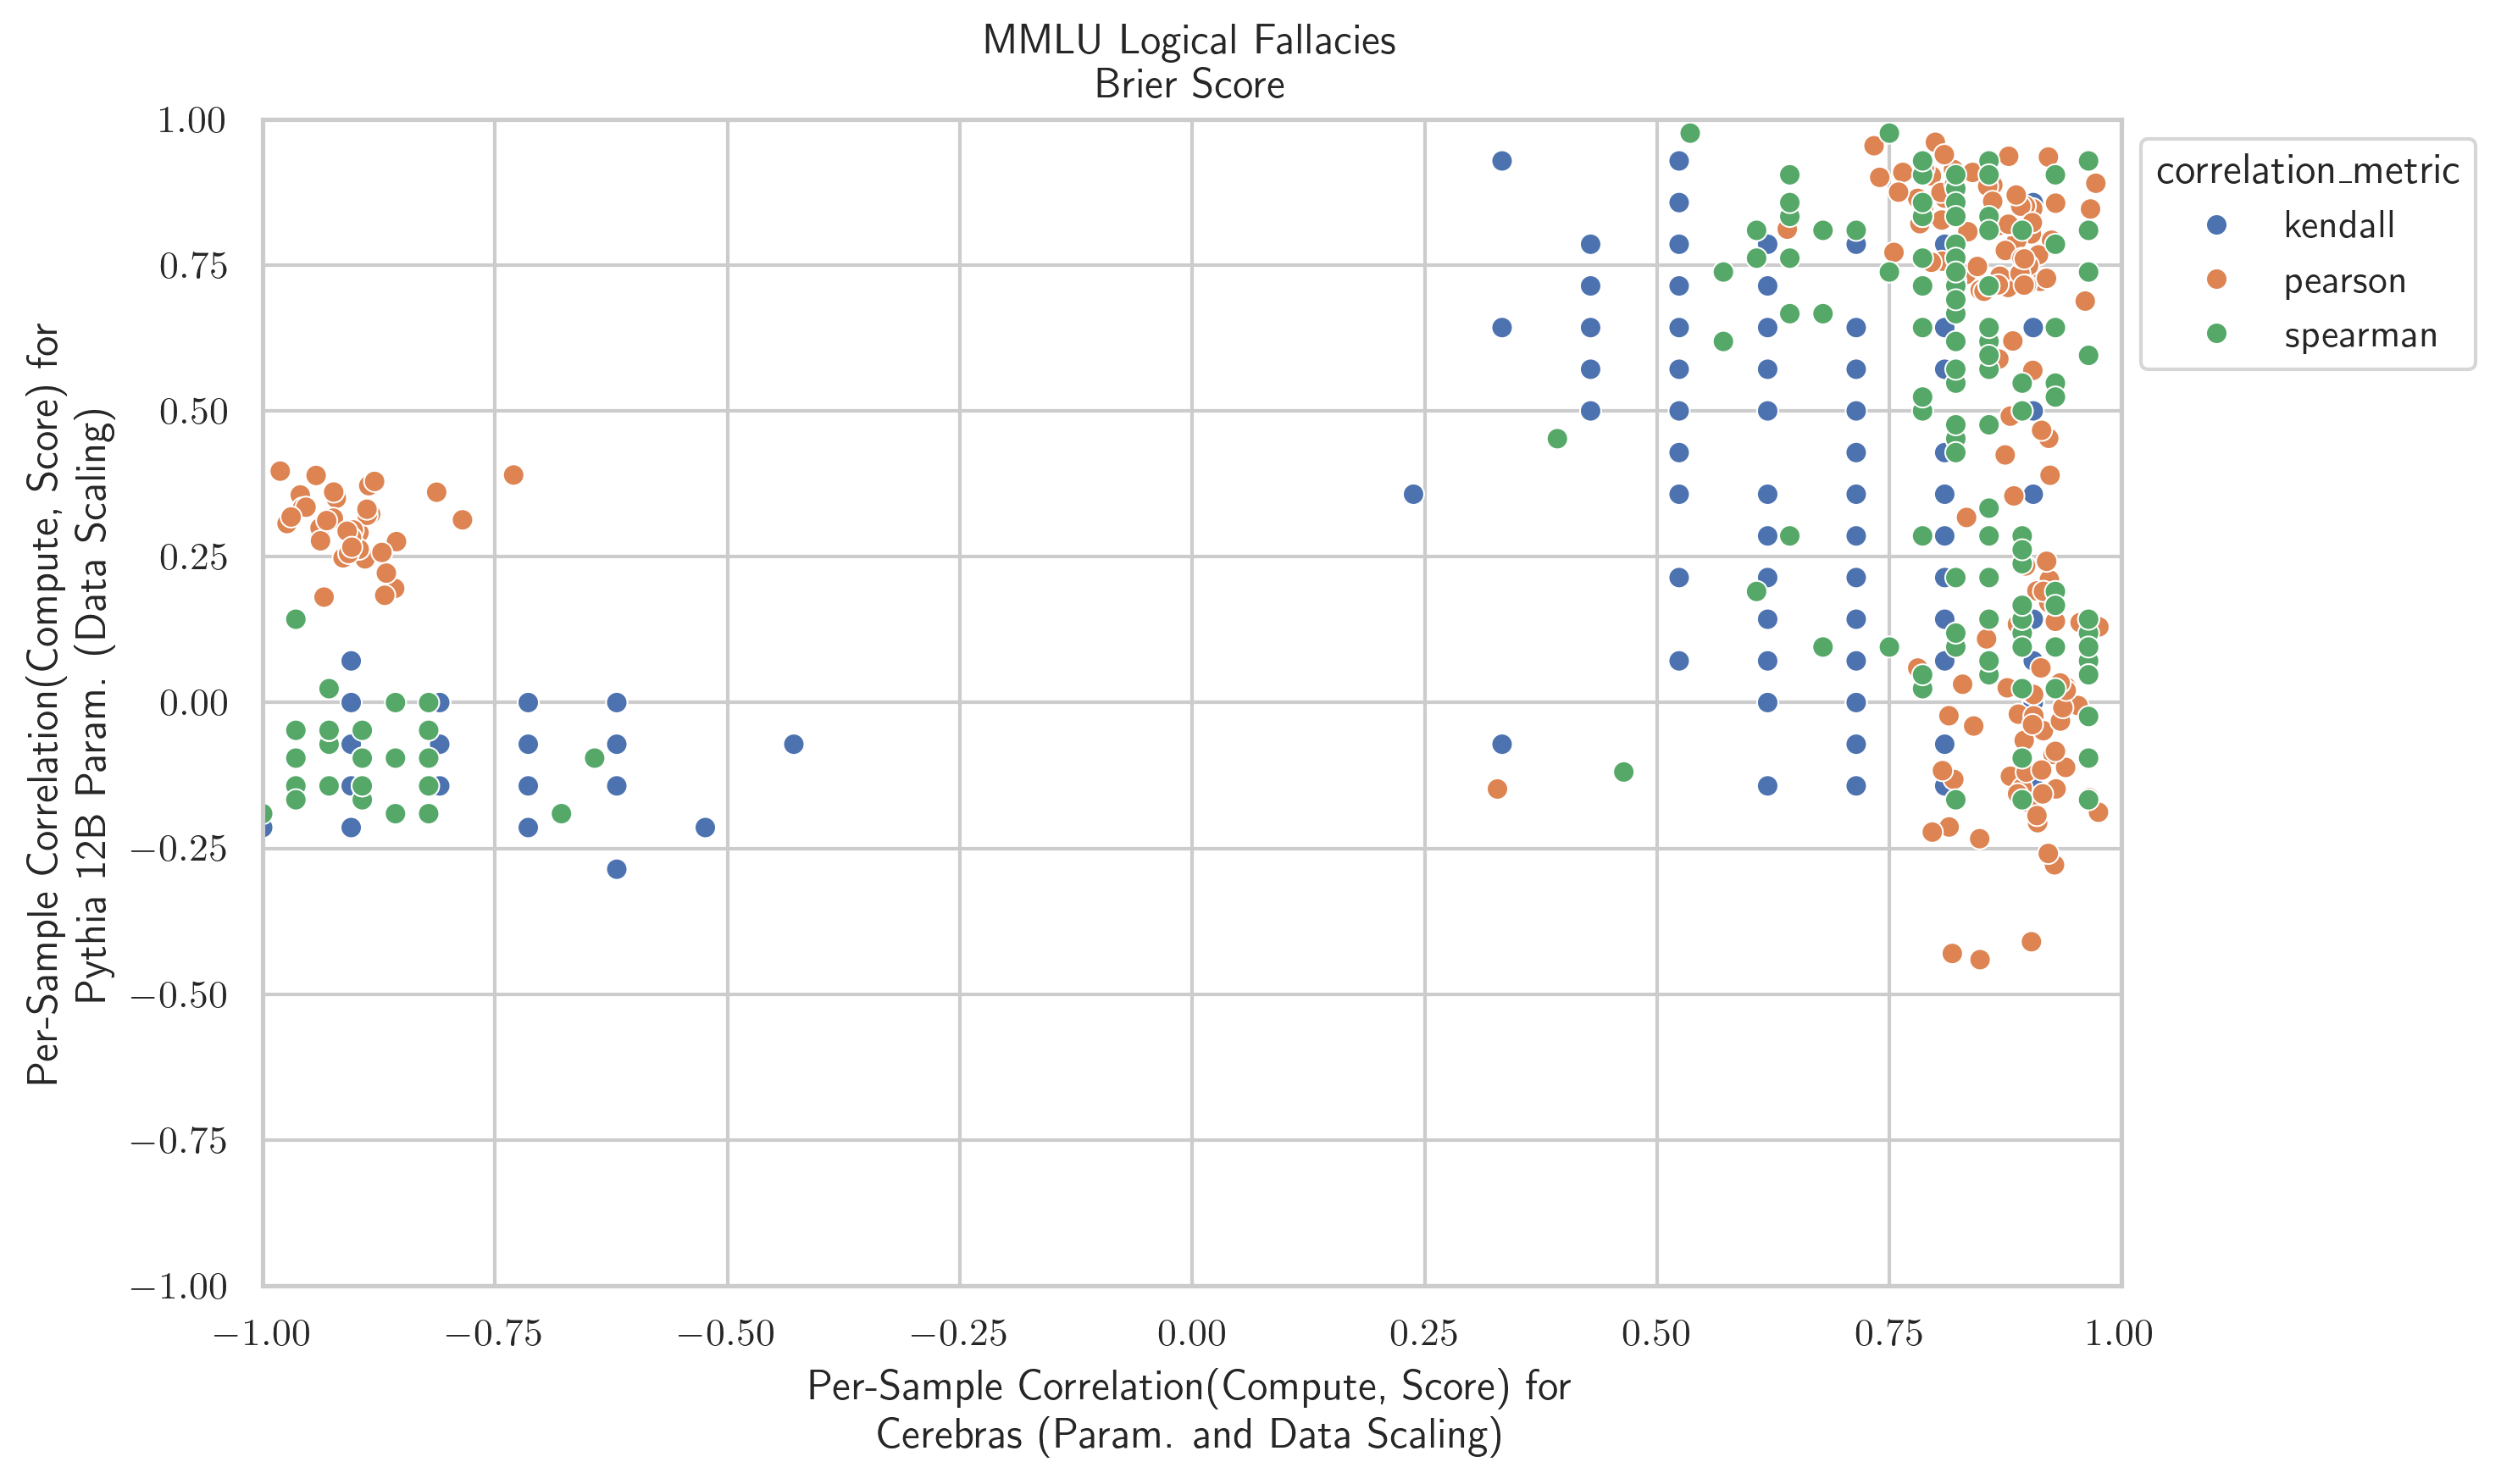 MMLU Logical Fallacies
Brier Score
1.00
0.75
0.50
0.25
0.00
−0.25
−0.50
−0.75
−1.00
Per-Sample Correlation(Compute, Score) for
Pythia 12B Param. (Data Scaling)
−1.00 −0.75 −0.50 −0.25 0.00 0.25 0.50 0.75 1.00
Per-Sample Correlation(Compute, Score) for
Cerebras (Param. and Data Scaling)
correlation_metric
kendall
pearson
spearman